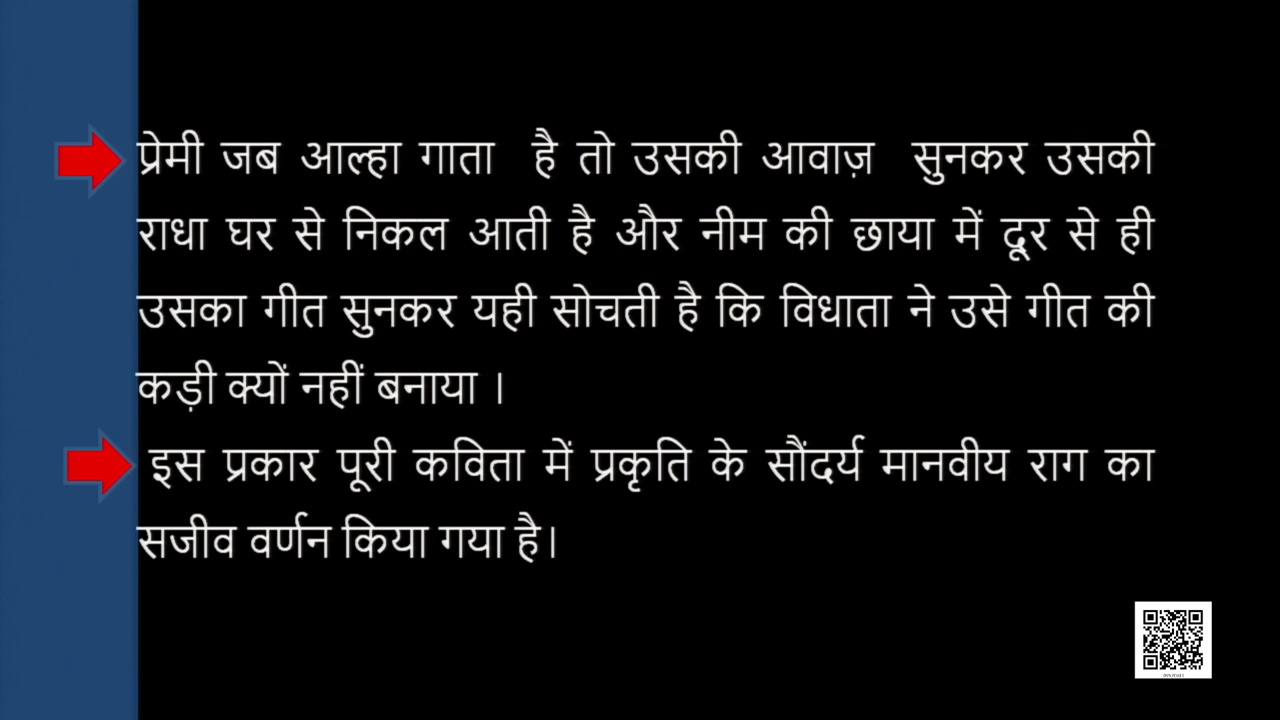 प्रेमी जब आल्हा गाता है तो उसकी आवाज़ सुनकर उसकी
राधा घर से निकल आती है और नीम की छाया में दूर से ही
उसका गीत सुनकर यही सोचती है कि विधाता ने उसे गीत की
कड़ी क्यों नहीं बनाया ।
इस प्रकार पूरी कविता में प्रकृति के सौंदर्य मानवीय राग का
सजीव वर्णन किया गया है।